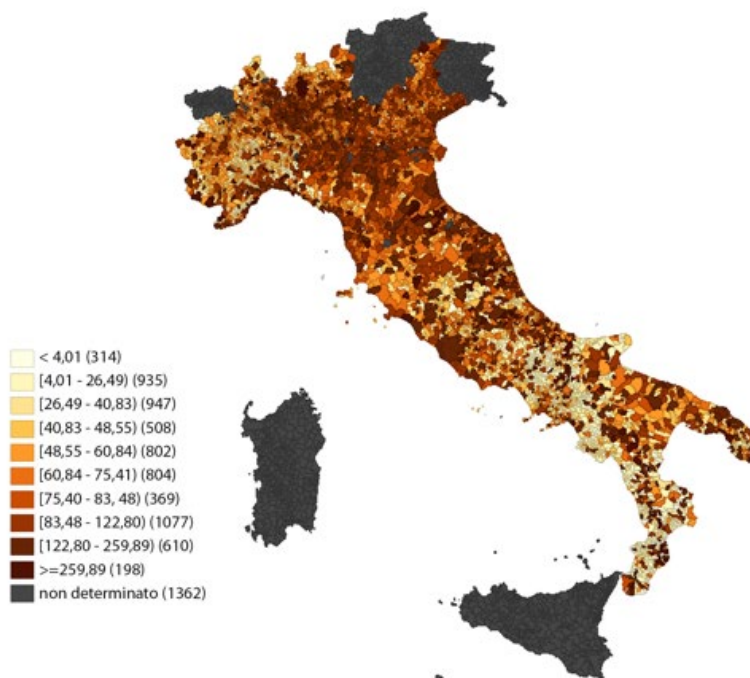 < 4,01 (314)
[4,01 - 26,49) (935)
[26,49 - 40,83) (947)
[40,83 - 48,55) (508)
[48,55 - 60,84) (802)
[60,84 - 75,41) (804)
[75,40 - 83, 48) (369)
[83,48 - 122,80) (1077)
[122,80 - 259,89) (610)
>=259,89 (198)
non determinato (1362)